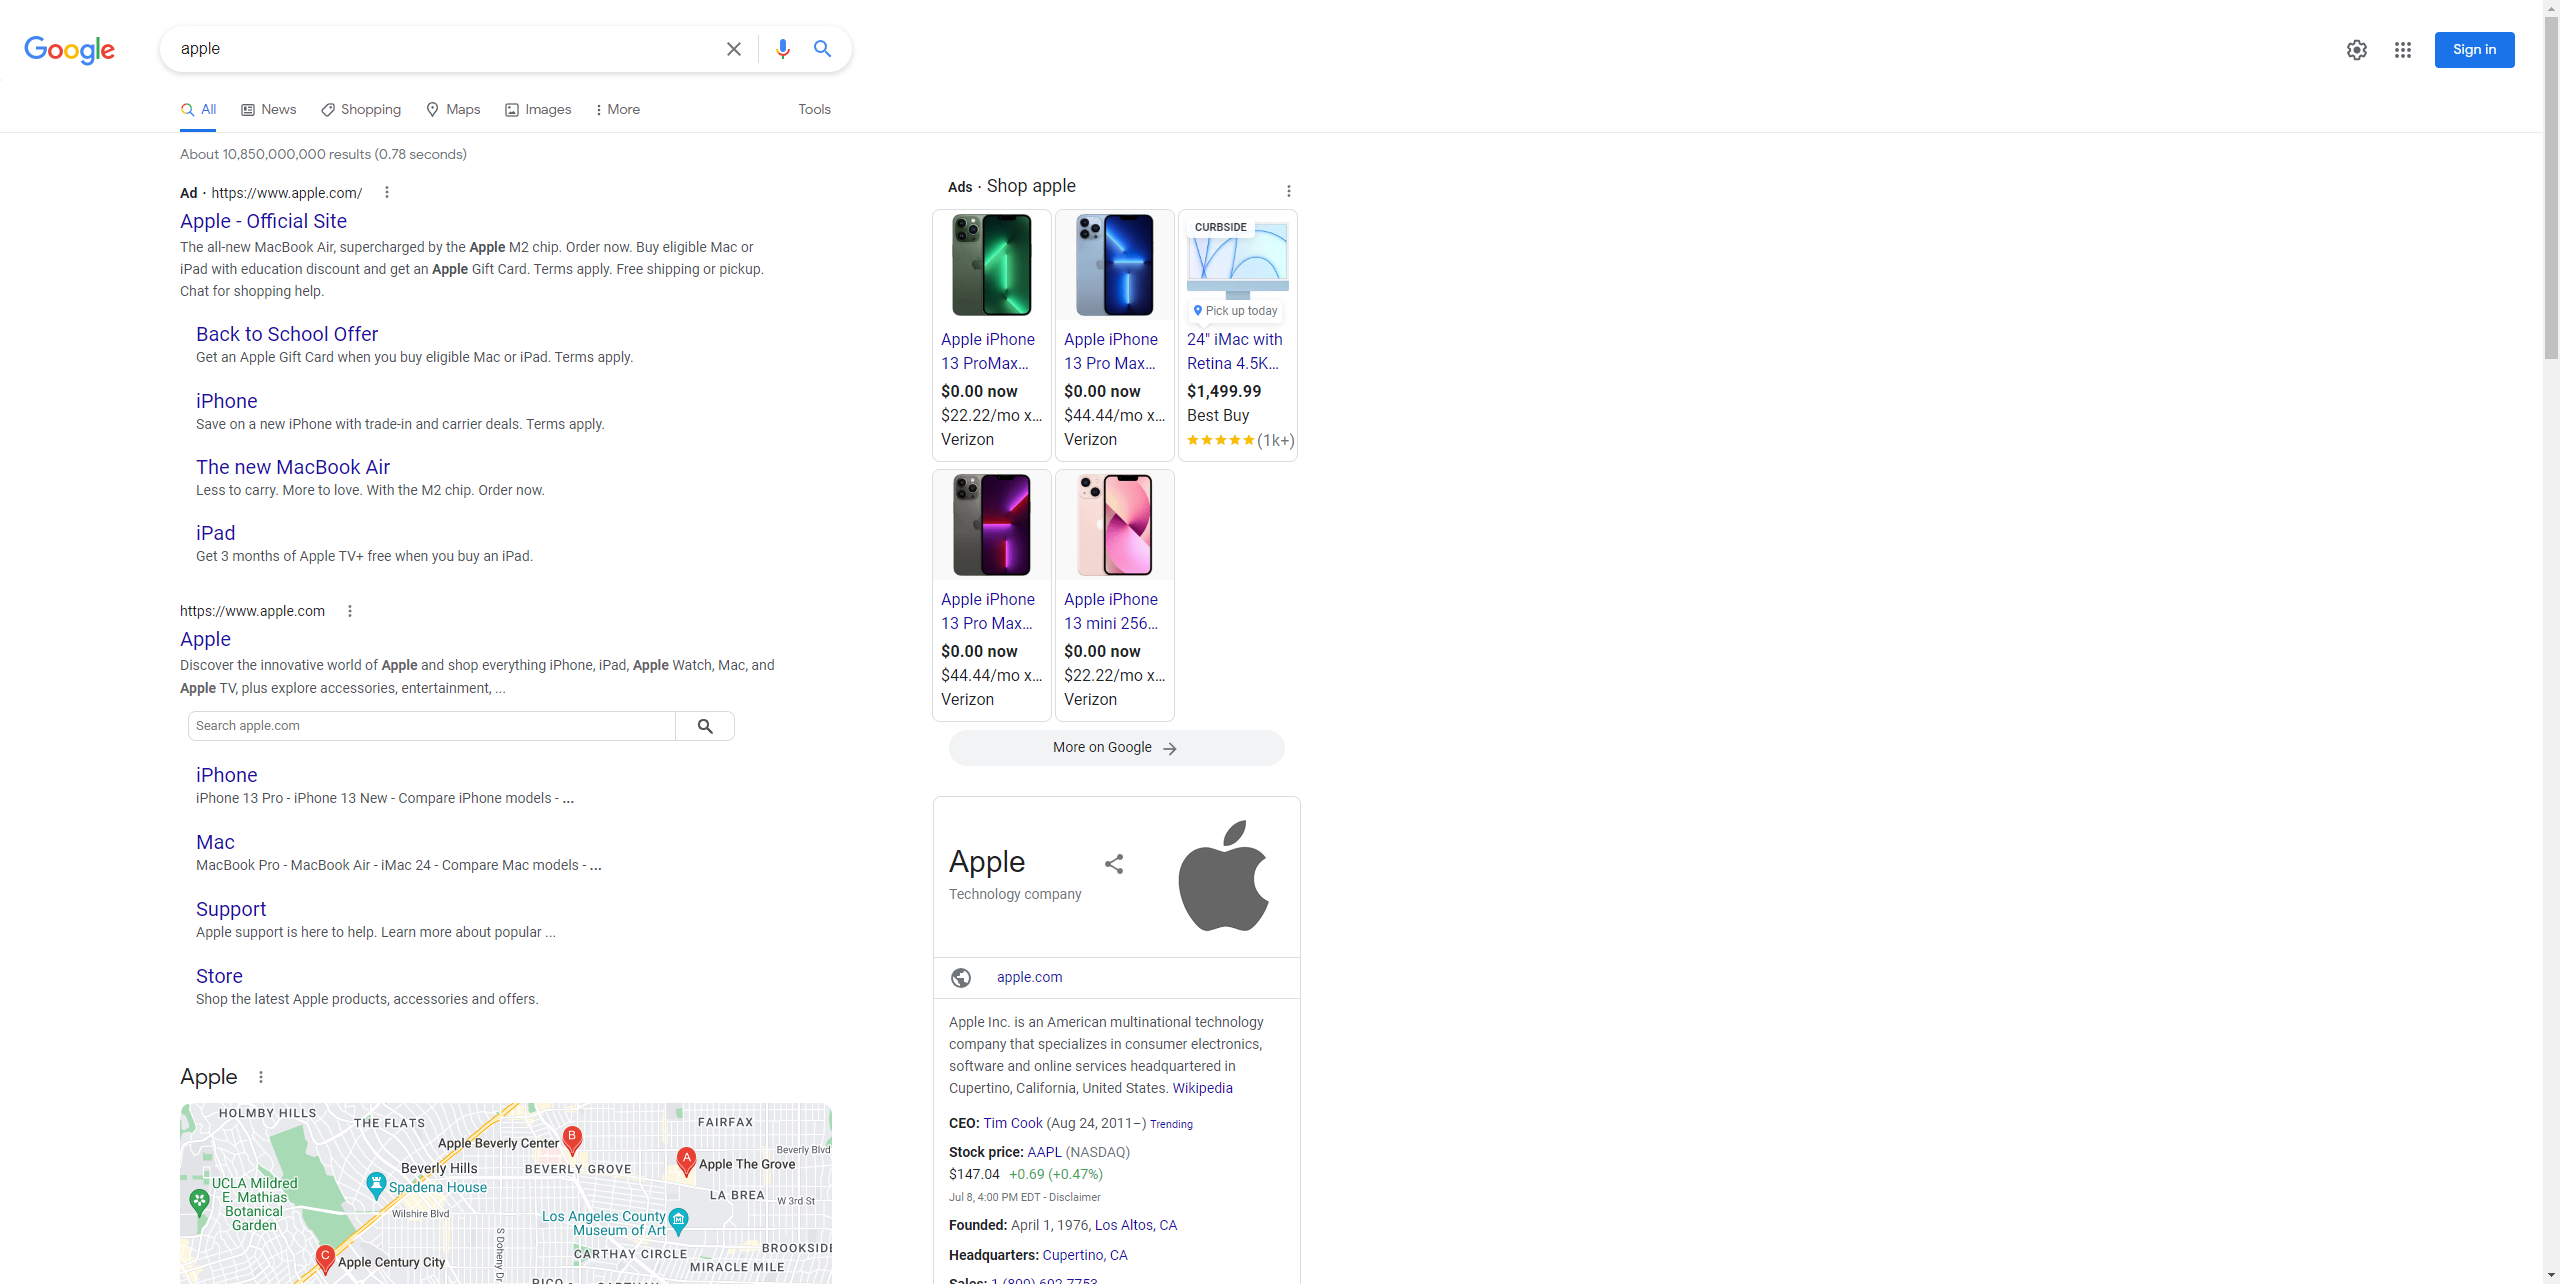 Google
apple
Sign in
All
News
Shopping
Maps
Images
More
Tools
About 10,850,000,000 results (0.78 seconds)
Ad · https://www.apple.com/
Apple - Official Site
The all-new MacBook Air, supercharged by the Apple M2 chip. Order now. Buy eligible Mac or
iPad with education discount and get an Apple Gift Card. Terms apply. Free shipping or pickup.
Chat for shopping help.
Back to School Offer
Get an Apple Gift Card when you buy eligible Mac or iPad. Terms apply.
iPhone
Save on a new iPhone with trade-in and carrier deals. Terms apply.
The new MacBook Air
Less to carry. More to love. With the M2 chip. Order now.
iPad
Get 3 months of Apple TV+ free when you buy an iPad.
https://www.apple.com
Apple
Discover the innovative world of Apple and shop everything iPhone, iPad, Apple Watch, Mac, and
Apple TV, plus explore accessories, entertainment, ...
Search apple.com
iPhone
iPhone 13 Pro - iPhone 13 New - Compare iPhone models - ...
Mac
MacBook Pro - MacBook Air - iMac 24 - Compare Mac models - ...
Support
Apple support is here to help. Learn more about popular ...
Store
Shop the latest Apple products, accessories and offers.
Apple
HOLMBY HILLS
THE FLATS
FAIRFAX
Apple Beverly Center
B
Beverly Blvd
Beverly Hills
BEVERLY GROVE
A
Apple The Grove
UCLA Mildred
E. Mathias
Botanical
Garden
Spadena House
LA BREA
W 3rd St
Wilshire Blvd
Los Angeles County
Museum of Art
S Doheny Dr
CARTHAY CIRCLE
BROOKSIDE
C
Apple Century City
MIRACLE MILE
PICO
Ads · Shop apple
Apple iPhone
13 ProMax...
$0.00 now
$22.22/mo x...
Verizon
Apple iPhone
13 Pro Max...
$0.00 now
$44.44/mo x...
Verizon
CURBSIDE
Pick up today
24" iMac with
Retina 4.5K...
$1,499.99
Best Buy
(1k+)
Apple iPhone
13 Pro Max...
$0.00 now
$44.44/mo x...
Verizon
Apple iPhone
13 mini 256...
$0.00 now
$22.22/mo x...
Verizon
More on Google
Apple
Technology company
apple.com
Apple Inc. is an American multinational technology
company that specializes in consumer electronics,
software and online services headquartered in
Cupertino, California, United States. Wikipedia
CEO: Tim Cook (Aug 24, 2011–) Trending
Stock price: AAPL (NASDAQ)
$147.04 +0.69 (+0.47%)
Jul 8, 4:00 PM EDT - Disclaimer
Founded: April 1, 1976, Los Altos, CA
Headquarters: Cupertino, CA
Sales: 1 (800) 692-7753